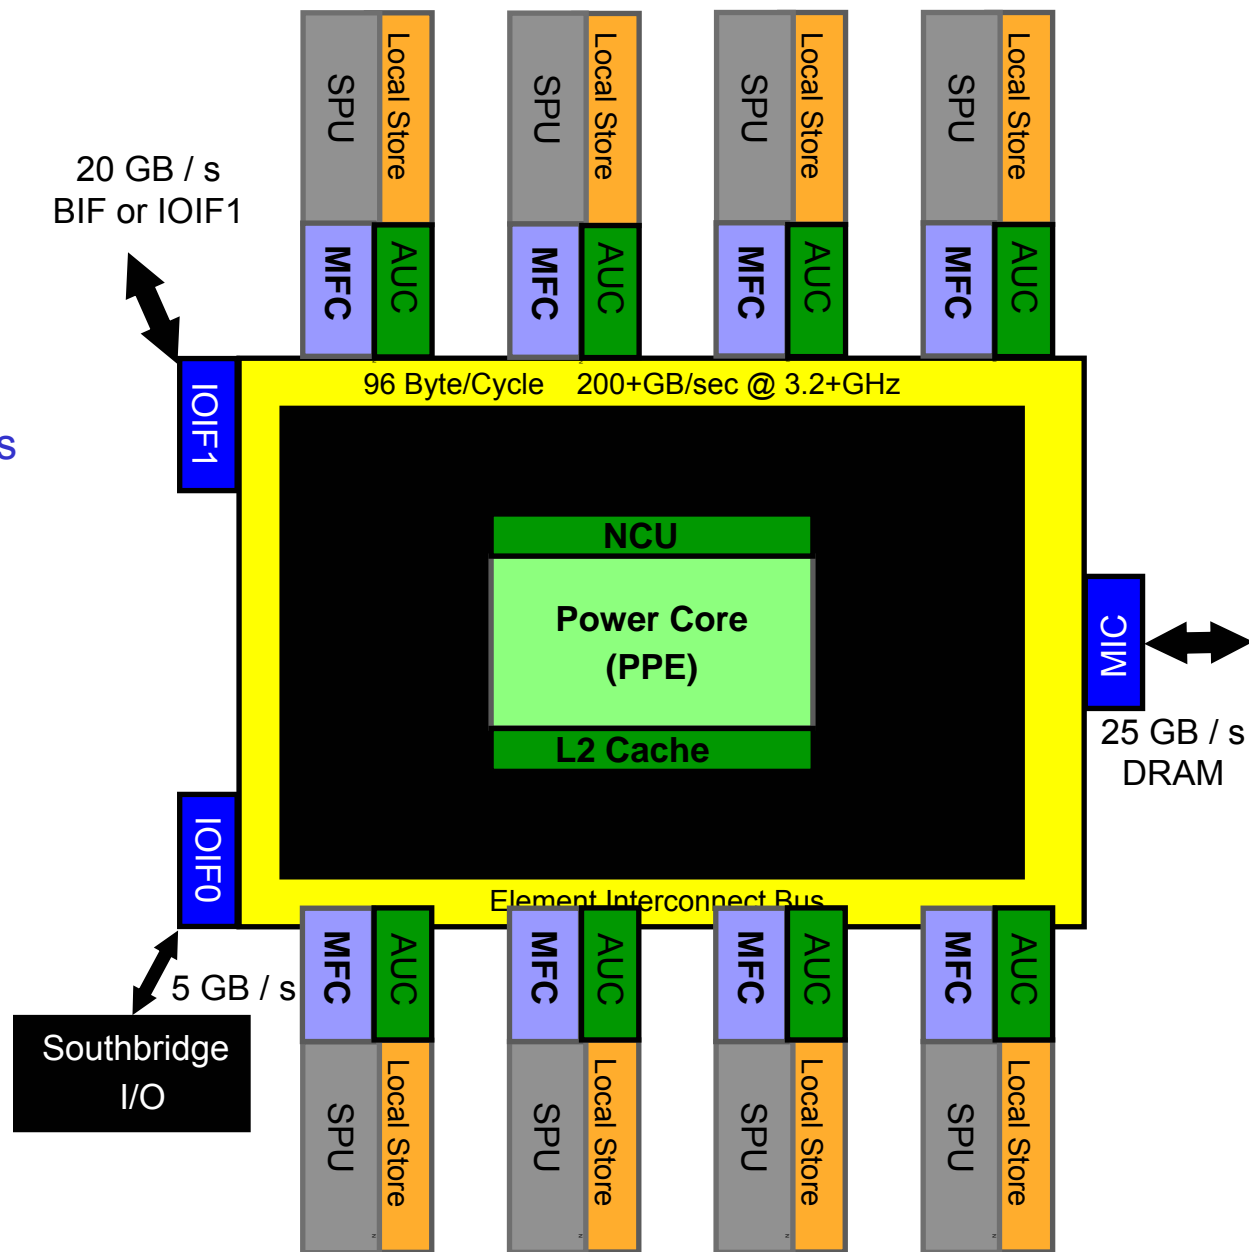 SPU
Local Store
SPU
Local Store
SPU
Local Store
SPU
Local Store
20 GB / s
BIF or IOIF1
MFC
AUC
MFC
AUC
MFC
AUC
MFC
AUC
96 Byte/Cycle 200+GB/sec @ 3.2+GHz
IOIF1
s
NCU
Power Core
(PPE)
L2 Cache
MIC
25 GB / s
DRAM
IOIF0
Element Interconnect Bus
5 GB / s
MFC
AUC
MFC
AUC
MFC
AUC
MFC
AUC
Southbridge
I/O
SPU
Local Store
SPU
Local Store
SPU
Local Store
SPU
Local Store